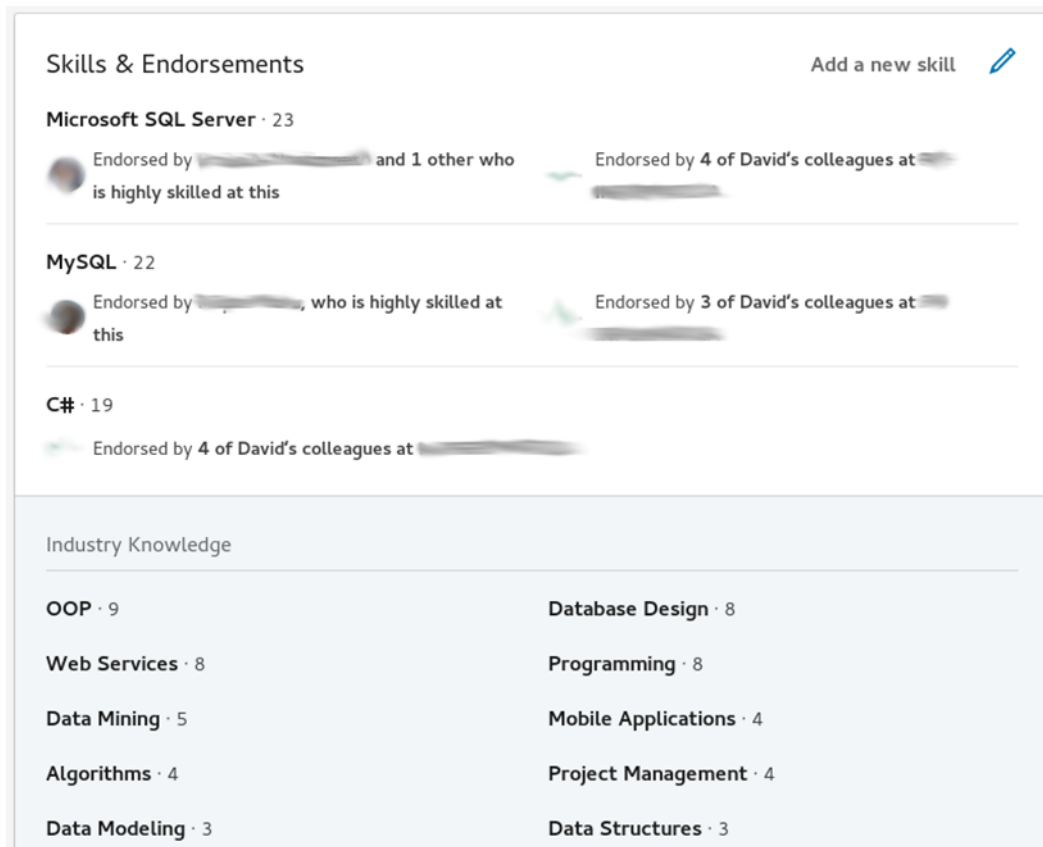 Skills & Endorsements
Add a new skill
Microsoft SQL Server · 23
Endorsed by and 1 other who
is highly skilled at this
Endorsed by 4 of David's colleagues at
MySQL · 22
Endorsed by , who is highly skilled at
this
Endorsed by 3 of David's colleagues at
C# · 19
Endorsed by 4 of David's colleagues at
Industry Knowledge
OOP · 9
Database Design · 8
Web Services · 8
Programming · 8
Data Mining · 5
Mobile Applications · 4
Algorithms · 4
Project Management · 4
Data Modeling · 3
Data Structures · 3